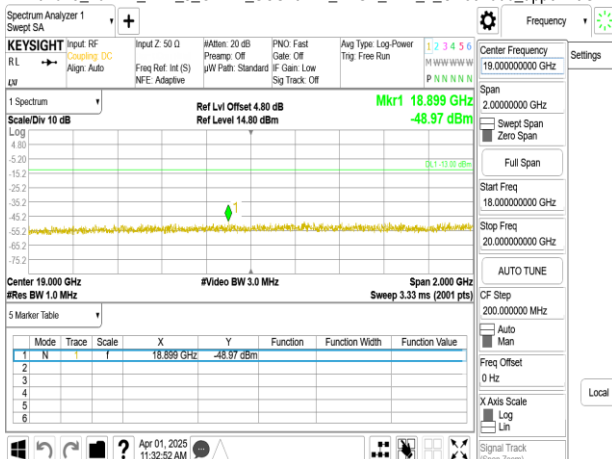 Spectrum Analyzer 1
Swept SA
+
Frequency
KEYSIGHT
RL
Input: RF
Coupling: DC
Align: Auto
Input Z: 50 Ω
Freq Ref: Int (S)
NFE: Adaptive
#Atten: 20 dB
Preamp: Off
µW Path: Standard
PNO: Fast
Gate: Off
IF Gain: Low
Sig Track: Off
Avg Type: Log-Power
Trig: Free Run
1 2 3 4 5 6
M W W W W W
P N N N N N
Center Frequency
19.000000000 GHz
Settings
Span
2.00000000 GHz
Swept Span
Zero Span
Full Span
Start Freq
18.000000000 GHz
Stop Freq
20.000000000 GHz
AUTO TUNE
CF Step
200.000000 MHz
Auto
Man
Freq Offset
0 Hz
X Axis Scale
Log
Lin
Signal Track
Local
1 Spectrum
Scale/Div 10 dB
Ref Lvl Offset 4.80 dB
Ref Level 14.80 dBm
Mkr1 18.899 GHz
-48.97 dBm
Log
4.80
-5.20
-15.2
-25.2
-35.2
-45.2
-55.2
-65.2
-75.2
DL1 -13.00 dBm
1
Center 19.000 GHz
#Res BW 1.0 MHz
#Video BW 3.0 MHz
Span 2.000 GHz
Sweep 3.33 ms (2001 pts)
5 Marker Table
Mode Trace Scale X Y Function Function Width Function Value
1 N 1 f 18.899 GHz -48.97 dBm
2
3
4
5
6
?
Apr 01, 2025
11:32:52 AM